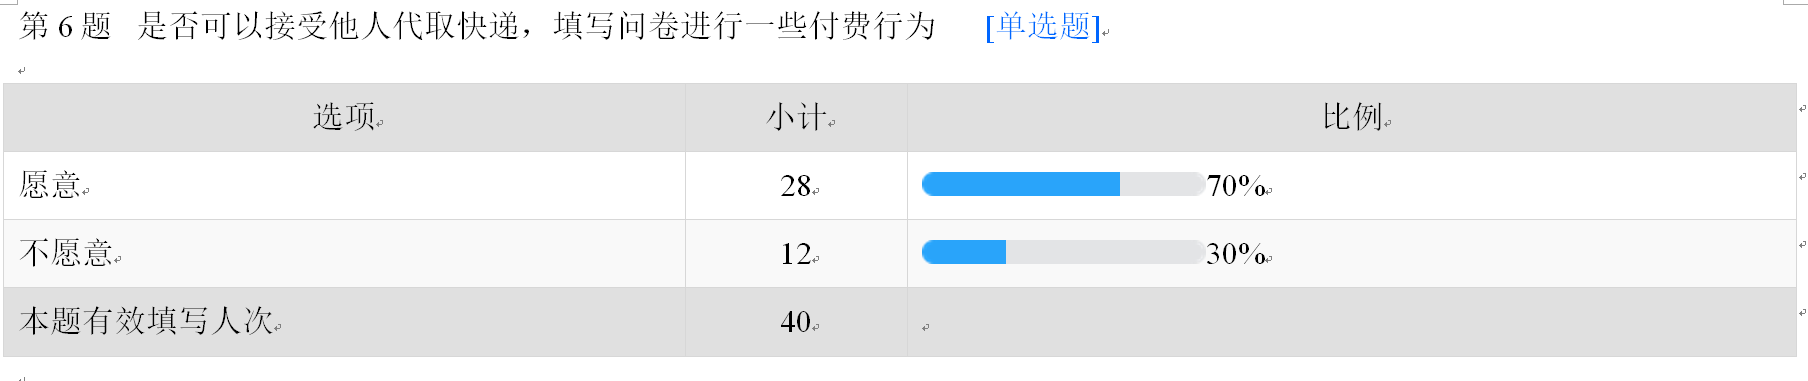 第 6 题 是否可以接受他人代取快递，填写问卷进行一些付费行为 [单选题]
选项 小计 比例
愿意 28 70%
不愿意 12 30%
本题有效填写人次 40